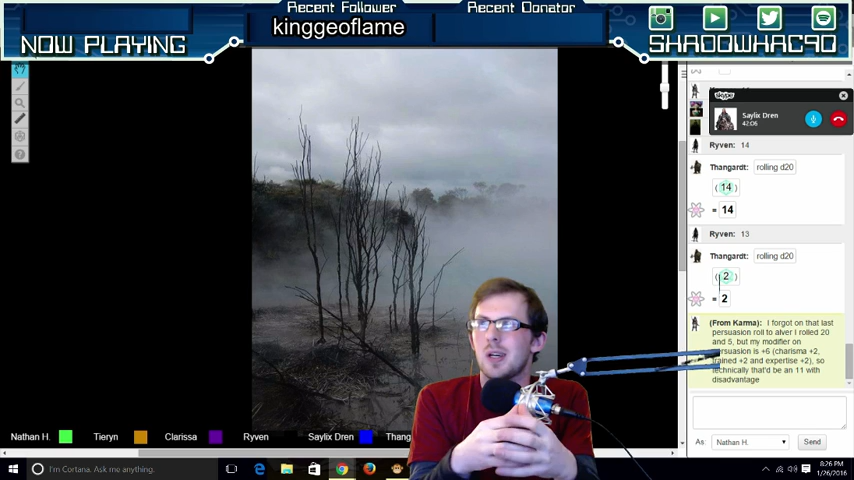 Recent Follower
Recent Donator
kinggeoflame
NOW PLAYING
SHADOWHAC90
skype
Saylix Dren
42:06
Ryven: 14
Thangardt: rolling d20
(14)
= 14
Ryven: 13
Thangardt: rolling d20
(2)
= 2
(From Karma): I forgot on that last
persuasion roll to alver I rolled 20
and 5, but my modifier on
persuasion is +6 (charisma +2,
trained +2 and expertise +2), so
technically that'd be an 11 with
disadvantage
Nathan H.
Tieryn
Clarissa
Ryven
Saylix Dren
Thang
As:
Nathan H.
Send
I'm Cortana. Ask me anything.
8:26 PM
1/26/2016